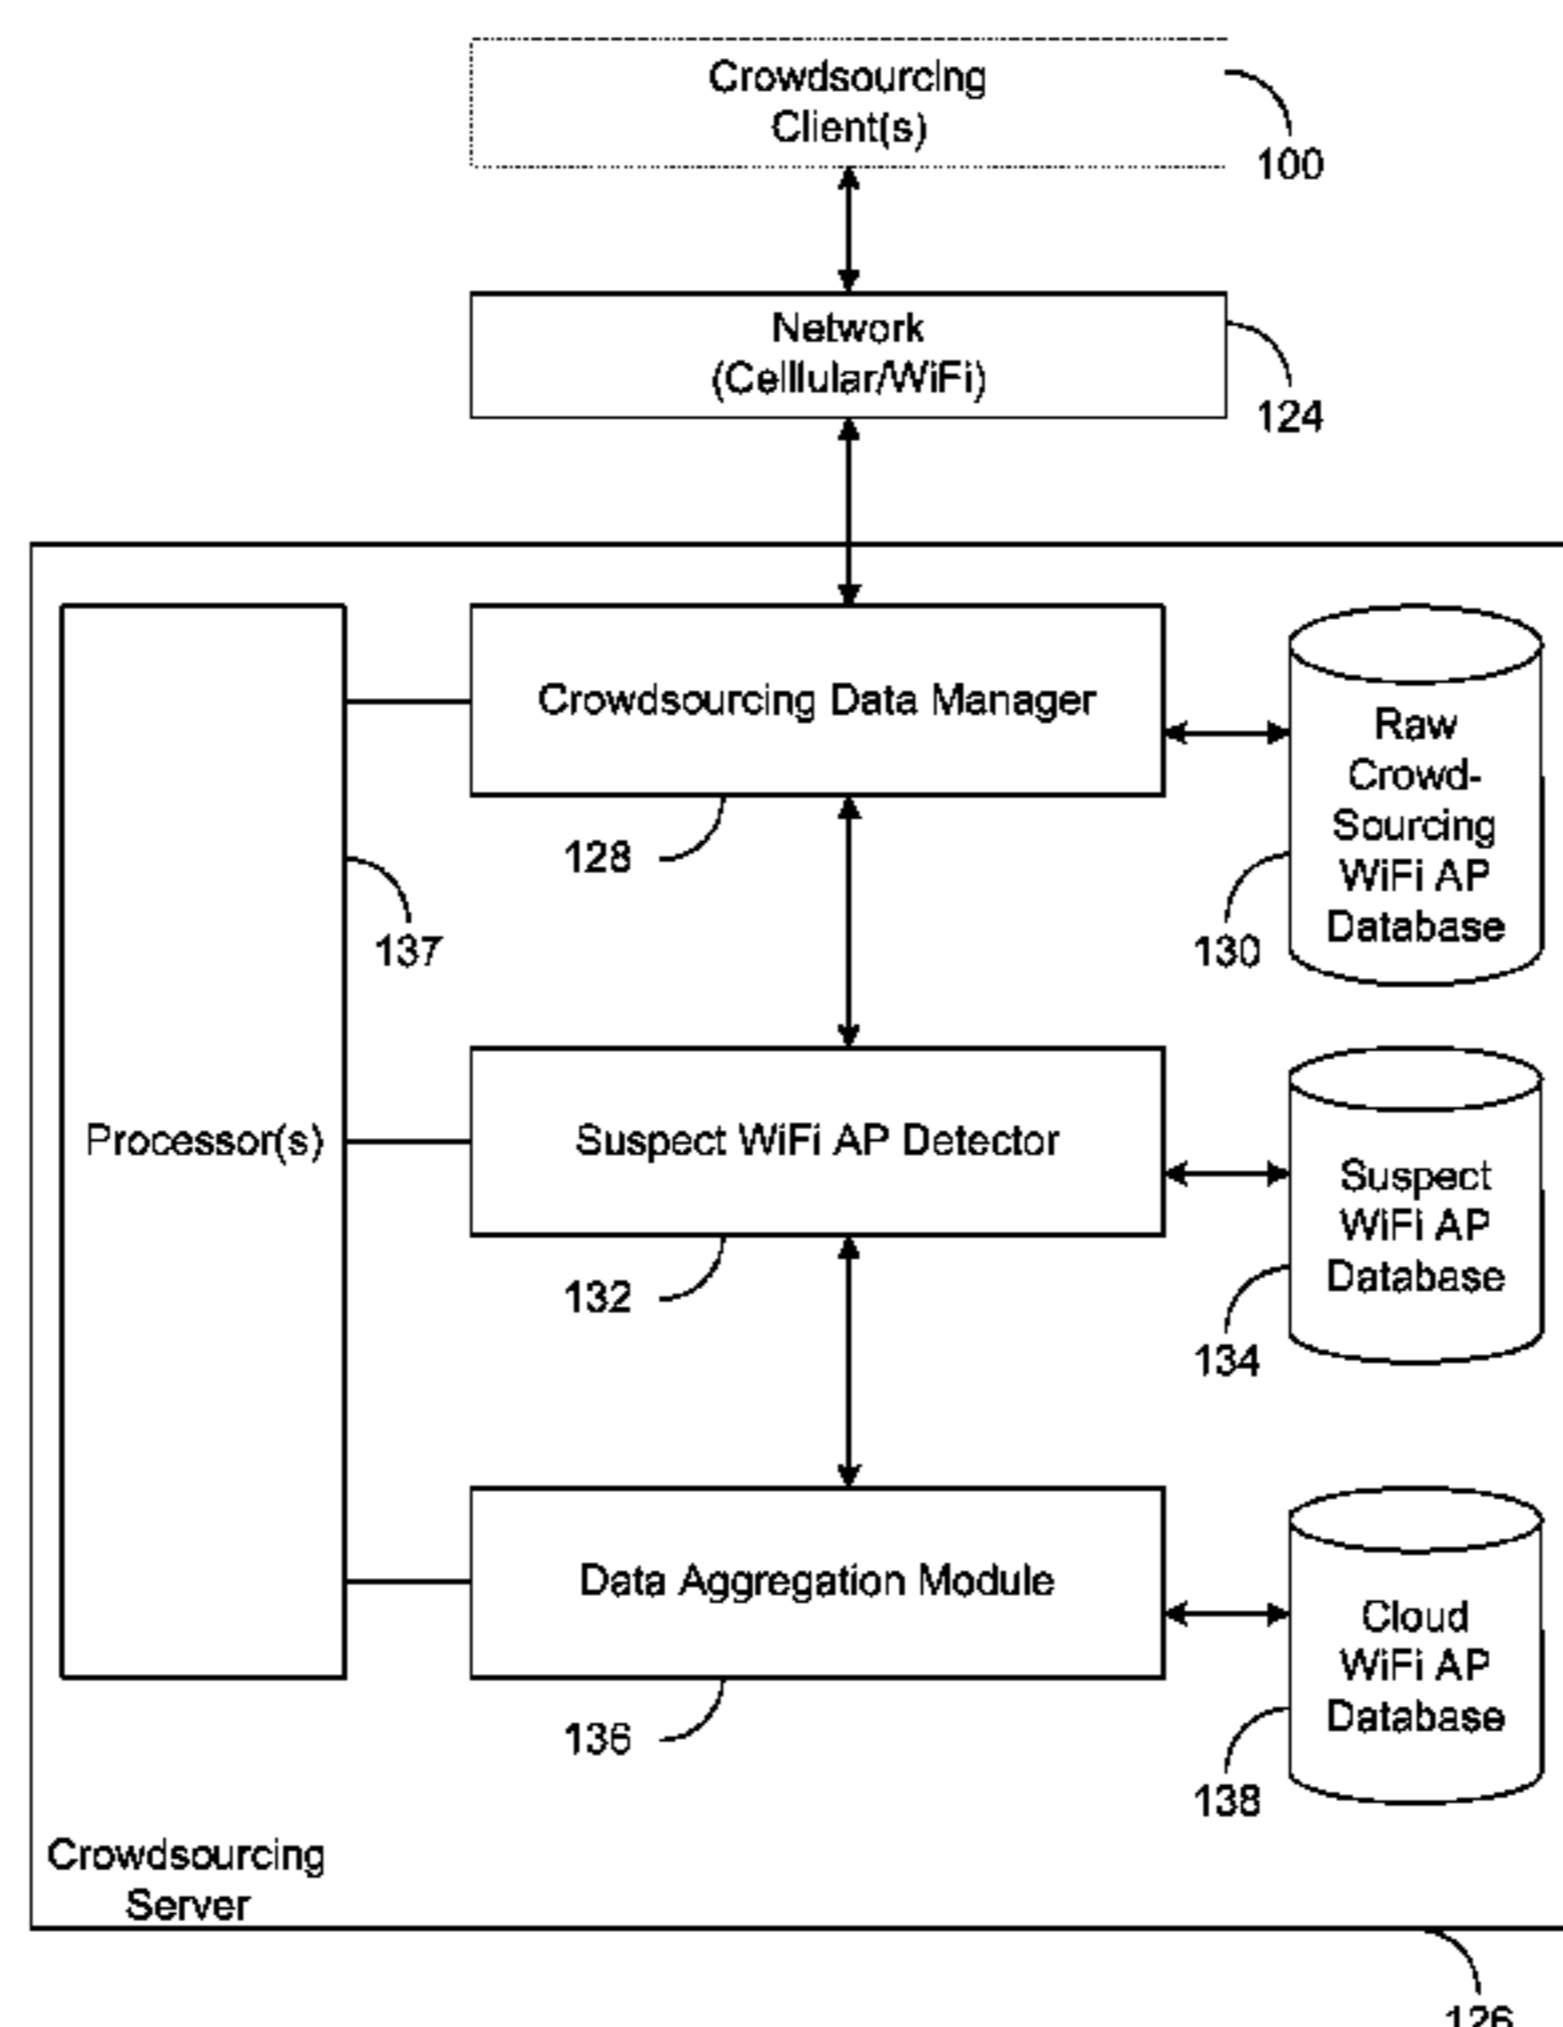 Crowdsourcing
Client(s)
100
Network
(Celllular/WiFi)
124
Crowdsourcing Data Manager
128
137
Raw
Crowd-
Sourcing
WiFi AP
Database
130
Processor(s)
Suspect WiFi AP Detector
132
Suspect
WiFi AP
Database
134
Data Aggregation Module
136
Cloud
WiFi AP
Database
138
Crowdsourcing
Server
126